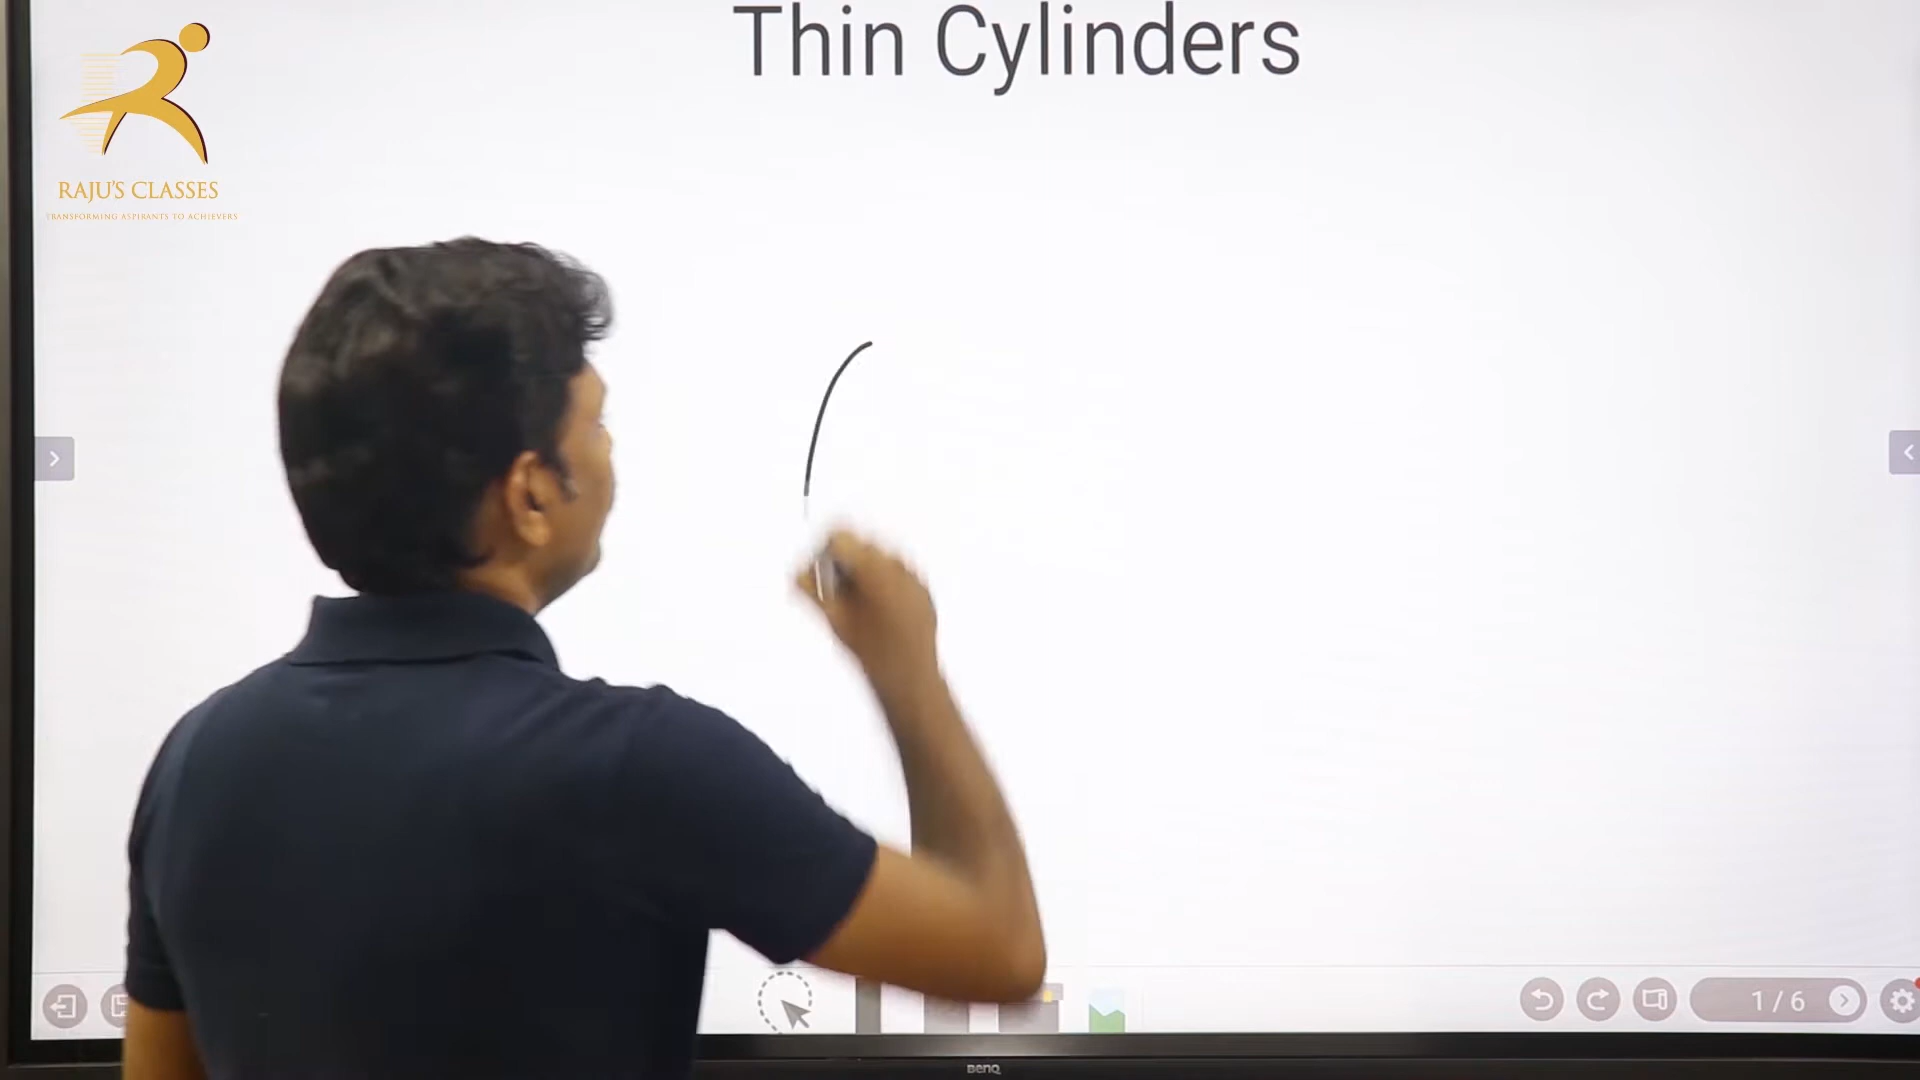 Thin Cylinders
RAJU'S CLASSES
TRANSFORMING ASPIRANTS TO ACHIEVERS
1 / 6
BenQ